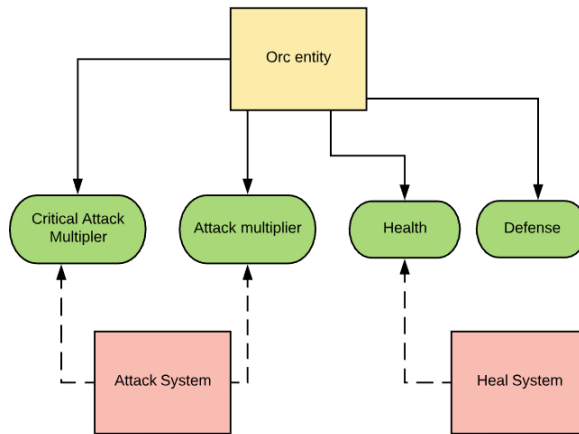 Orc entity
Critical Attack
Multipler
Attack multiplier
Health
Defense
Attack System
Heal System